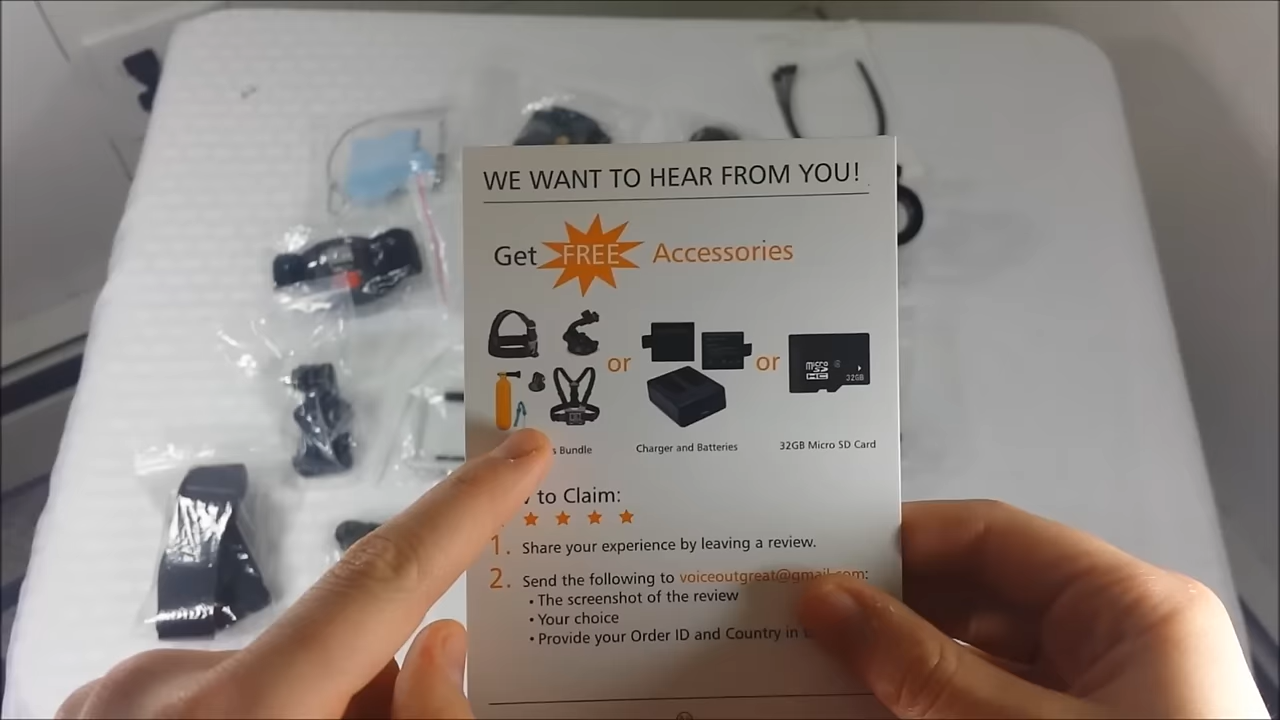 WE WANT TO HEAR FROM YOU!
Get FREE Accessories
or
or
micro
SD
HC
32GB
Bundle
Charger and Batteries
32GB Micro SD Card
to Claim:
1. Share your experience by leaving a review.
2. Send the following to voiceoutgreat@gmail.com:
• The screenshot of the review
• Your choice
• Provide your Order ID and Country in